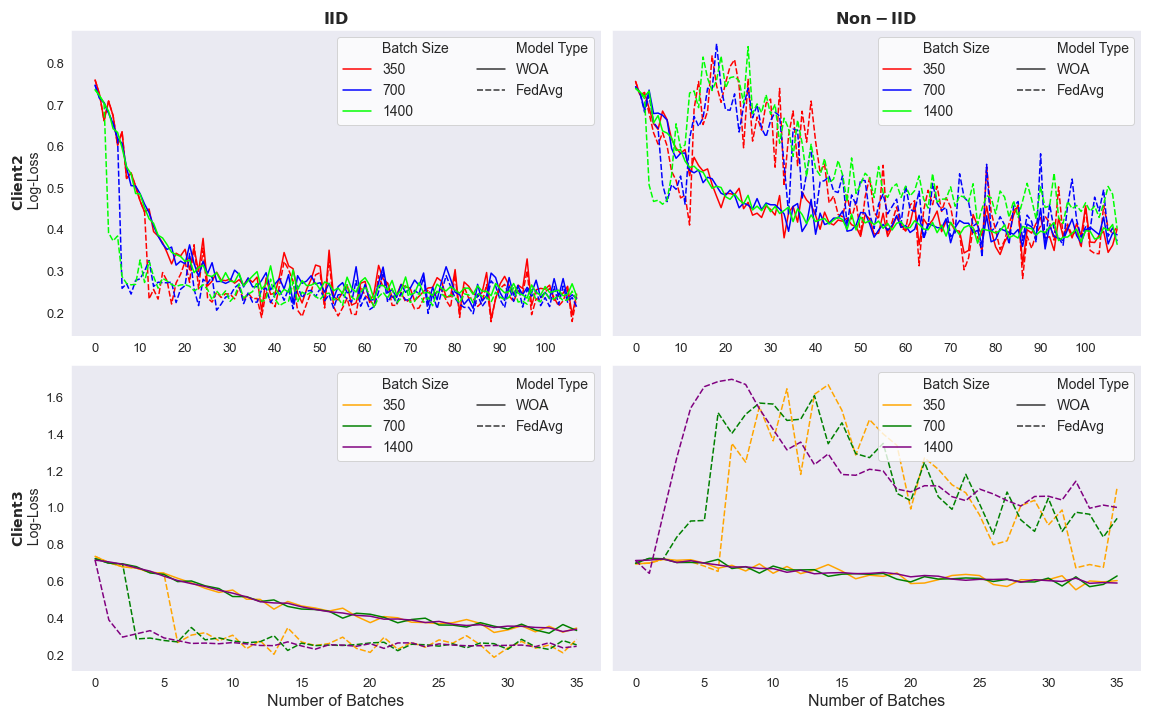 IID
Non – IID
Batch Size Model Type
350 WOA
700 FedAvg
1400
Batch Size Model Type
350 WOA
700 FedAvg
1400
Client2
Log-Loss
0.8
0.7
0.6
0.5
0.4
0.3
0.2
0 10 20 30 40 50 60 70 80 90 100
0 10 20 30 40 50 60 70 80 90 100
Batch Size Model Type
350 WOA
700 FedAvg
1400
Batch Size Model Type
350 WOA
700 FedAvg
1400
Client3
Log-Loss
1.6
1.4
1.2
1.0
0.8
0.6
0.4
0.2
0 5 10 15 20 25 30 35
0 5 10 15 20 25 30 35
Number of Batches
Number of Batches